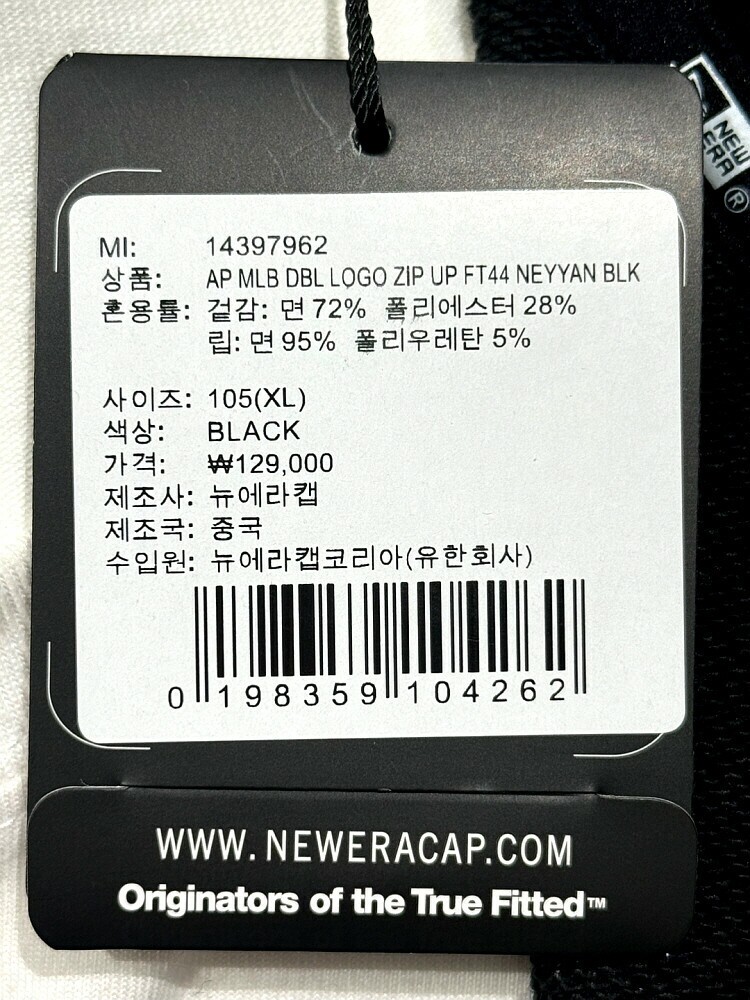 NEW
ERA
®
MI: 14397962
상품: AP MLB DBL LOGO ZIP UP FT44 NEYYAN BLK
혼용률: 겉감: 면 72% 폴리에스터 28%
립: 면 95% 폴리우레탄 5%
사이즈: 105(XL)
색상: BLACK
가격: ₩129,000
제조사: 뉴에라캡
제조국: 중국
수입원: 뉴에라캡코리아(유한회사)
0 198359 104262
WWW.NEWERACAP.COM
Originators of the True Fitted™